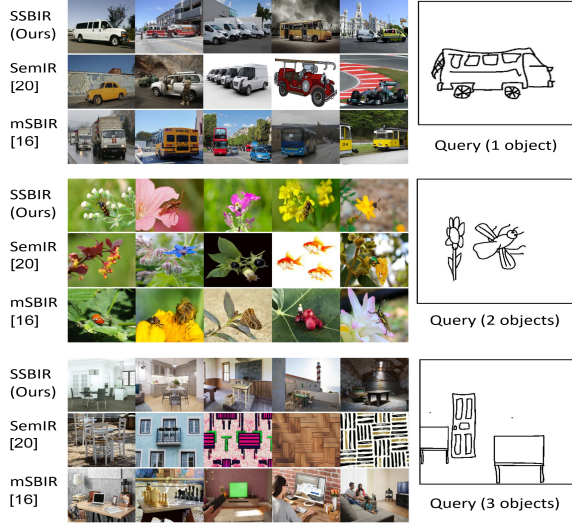 SSBIR
(Ours)
SemIR
[20]
mSBIR
[16]
Query (1 object)
SSBIR
(Ours)
SemIR
[20]
mSBIR
[16]
Query (2 objects)
SSBIR
(Ours)
SemIR
[20]
mSBIR
[16]
Query (3 objects)